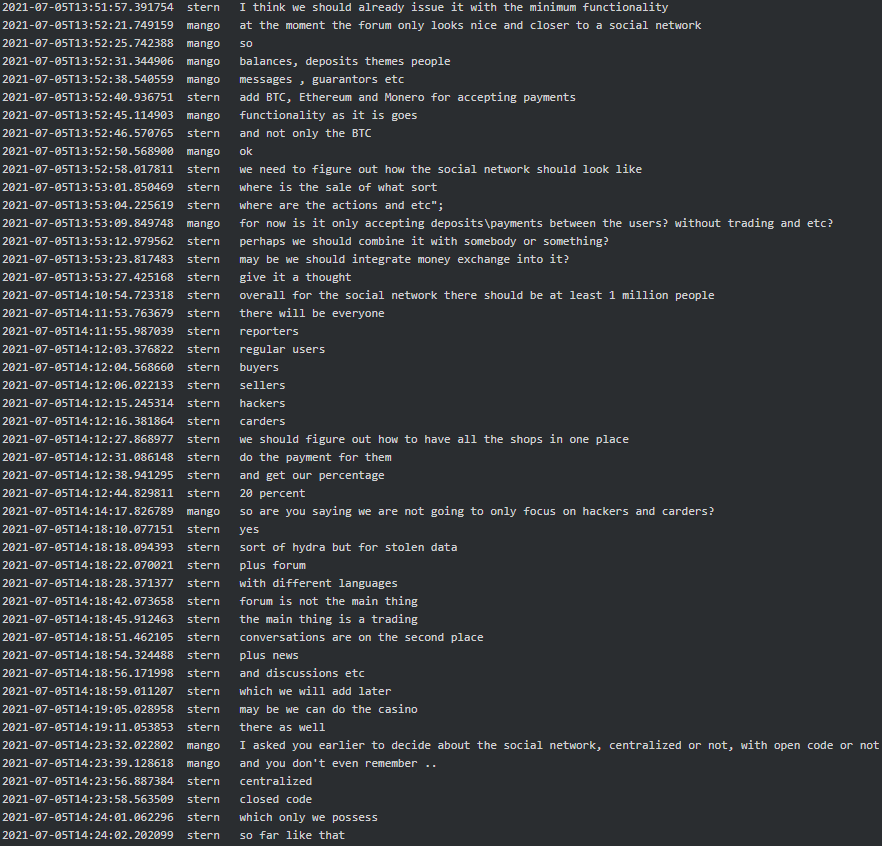 2021-07-05T13:51:57.391754 stern I think we should already issue it with the minimum functionality
2021-07-05T13:52:21.749159 mango at the moment the forum only looks nice and closer to a social network
2021-07-05T13:52:25.742388 mango so
2021-07-05T13:52:31.344906 mango balances, deposits themes people
2021-07-05T13:52:38.540559 mango messages , guarantors etc
2021-07-05T13:52:40.936751 stern add BTC, Ethereum and Monero for accepting payments
2021-07-05T13:52:45.114903 mango functionality as it is goes
2021-07-05T13:52:46.570765 stern and not only the BTC
2021-07-05T13:52:50.568900 mango ok
2021-07-05T13:52:58.017811 stern we need to figure out how the social network should look like
2021-07-05T13:53:01.850469 stern where is the sale of what sort
2021-07-05T13:53:04.225619 stern where are the actions and etc";
2021-07-05T13:53:09.849748 mango for now is it only accepting deposits\payments between the users? without trading and etc?
2021-07-05T13:53:12.979562 stern perhaps we should combine it with somebody or something?
2021-07-05T13:53:23.817483 stern may be we should integrate money exchange into it?
2021-07-05T13:53:27.425168 stern give it a thought
2021-07-05T14:10:54.723318 stern overall for the social network there should be at least 1 million people
2021-07-05T14:11:53.763679 stern there will be everyone
2021-07-05T14:11:55.987039 stern reporters
2021-07-05T14:12:03.376822 stern regular users
2021-07-05T14:12:04.568660 stern buyers
2021-07-05T14:12:06.022133 stern sellers
2021-07-05T14:12:15.245314 stern hackers
2021-07-05T14:12:16.381864 stern carders
2021-07-05T14:12:27.868977 stern we should figure out how to have all the shops in one place
2021-07-05T14:12:31.086148 stern do the payment for them
2021-07-05T14:12:38.941295 stern and get our percentage
2021-07-05T14:12:44.829811 stern 20 percent
2021-07-05T14:14:17.826789 mango so are you saying we are not going to only focus on hackers and carders?
2021-07-05T14:18:10.077151 stern yes
2021-07-05T14:18:18.094393 stern sort of hydra but for stolen data
2021-07-05T14:18:22.070021 stern plus forum
2021-07-05T14:18:28.371377 stern with different languages
2021-07-05T14:18:42.073658 stern forum is not the main thing
2021-07-05T14:18:45.912463 stern the main thing is a trading
2021-07-05T14:18:51.462105 stern conversations are on the second place
2021-07-05T14:18:54.324488 stern plus news
2021-07-05T14:18:56.171998 stern and discussions etc
2021-07-05T14:18:59.011207 stern which we will add later
2021-07-05T14:19:05.028958 stern may be we can do the casino
2021-07-05T14:19:11.053853 stern there as well
2021-07-05T14:23:32.022802 mango I asked you earlier to decide about the social network, centralized or not, with open code or not
2021-07-05T14:23:39.128618 mango and you don't even remember ..
2021-07-05T14:23:56.887384 stern centralized
2021-07-05T14:23:58.563509 stern closed code
2021-07-05T14:24:01.062296 stern which only we possess
2021-07-05T14:24:02.202099 stern so far like that